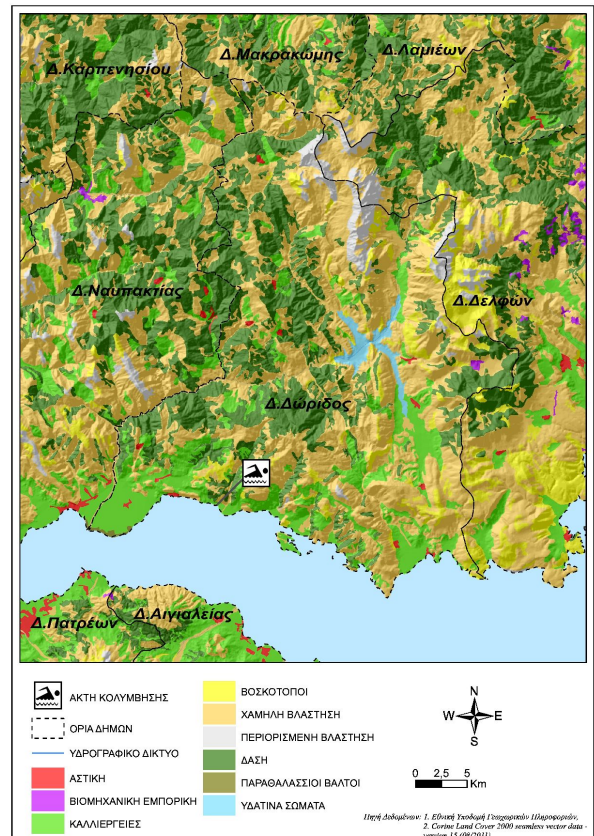 Δ.Καρπενησίου
Δ.Μακρακώμης
Δ.Λαμιέων
Δ.Ναυπακτίας
Δ.Δελφών
Δ.Δωρίδος
Δ.Αιγιαλείας
Δ.Πατρέων
ΑΚΤΗ ΚΟΛΥΜΒΗΣΗΣ
ΟΡΙΑ ΔΗΜΩΝ
ΥΔΡΟΓΡΑΦΙΚΟ ΔΙΚΤΥΟ
ΑΣΤΙΚΗ
ΒΙΟΜΗΧΑΝΙΚΗ ΕΜΠΟΡΙΚΗ
ΚΑΛΛΙΕΡΓΕΙΕΣ
ΒΟΣΚΟΤΟΠΟΙ
ΧΑΜΗΛΗ ΒΛΑΣΤΗΣΗ
ΠΕΡΙΟΡΙΣΜΕΝΗ ΒΛΑΣΤΗΣΗ
ΔΑΣΗ
ΠΑΡΑΘΑΛΑΣΣΙΟΙ ΒΑΛΤΟΙ
ΥΔΑΤΙΝΑ ΣΩΜΑΤΑ
N
W E
S
0 2,5 5
Km
Πηγή Δεδομένων: 1. Εθνική Υποδομή Γεωχωρικών Πληροφοριών,
2. Corine Land Cover 2000 seamless vector data -
version 15 (08/2011)